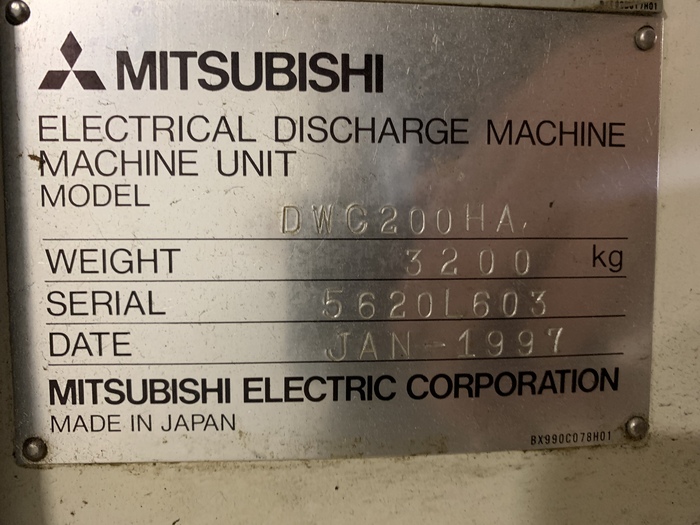 MITSUBISHI
ELECTRICAL DISCHARGE MACHINE
MACHINE UNIT
MODEL DWC200HA
WEIGHT 3200 kg
SERIAL 5620L603
DATE JAN-1997
MITSUBISHI ELECTRIC CORPORATION
MADE IN JAPAN
BX990C078H01